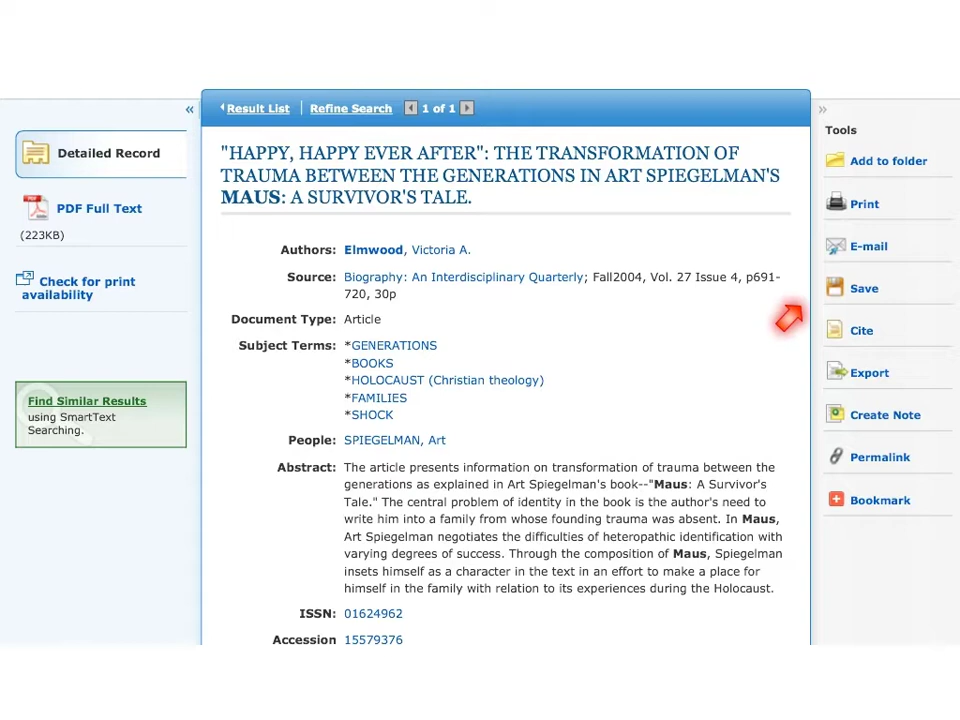 « Result List | Refine Search 1 of 1 »
Detailed Record
PDF Full Text
(223KB)
Check for print
availability
Find Similar Results
using SmartText
Searching.
"HAPPY, HAPPY EVER AFTER": THE TRANSFORMATION OF
TRAUMA BETWEEN THE GENERATIONS IN ART SPIEGELMAN'S
MAUS: A SURVIVOR'S TALE.
Authors: Elmwood, Victoria A.
Source: Biography: An Interdisciplinary Quarterly; Fall2004, Vol. 27 Issue 4, p691-
720, 30p
Document Type: Article
Subject Terms: *GENERATIONS
*BOOKS
*HOLOCAUST (Christian theology)
*FAMILIES
*SHOCK
People: SPIEGELMAN, Art
Abstract: The article presents information on transformation of trauma between the
generations as explained in Art Spiegelman's book--"Maus: A Survivor's
Tale." The central problem of identity in the book is the author's need to
write him into a family from whose founding trauma was absent. In Maus,
Art Spiegelman negotiates the difficulties of heteropathic identification with
varying degrees of success. Through the composition of Maus, Spiegelman
insets himself as a character in the text in an effort to make a place for
himself in the family with relation to its experiences during the Holocaust.
ISSN: 01624962
Accession 15579376
Tools
Add to folder
Print
E-mail
Save
Cite
Export
Create Note
Permalink
Bookmark